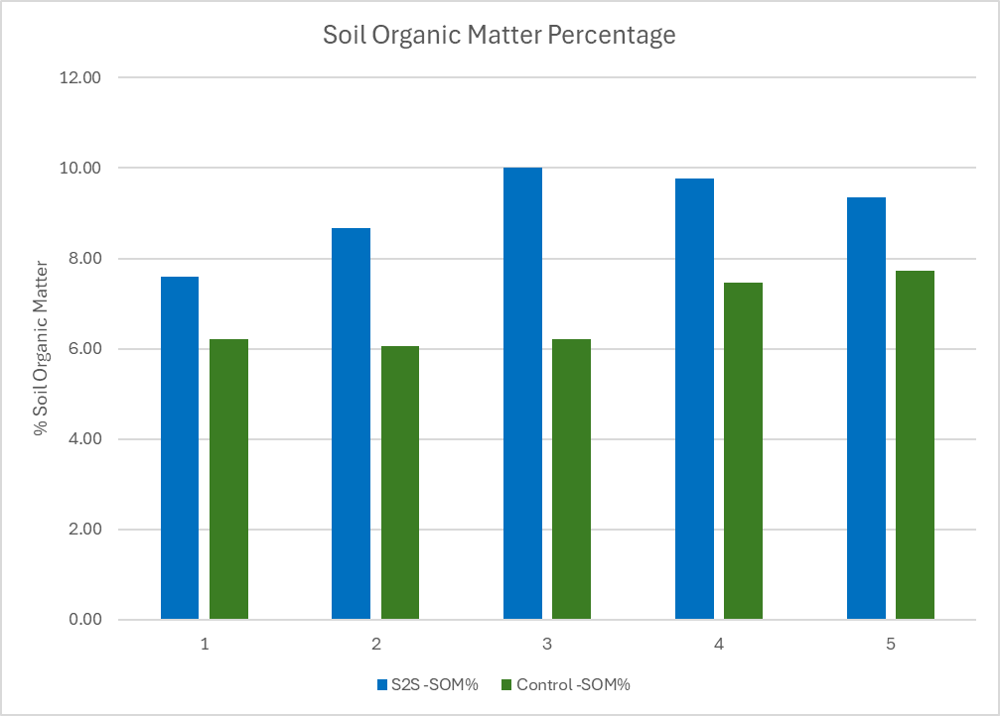 Soil Organic Matter Percentage
12.00
10.00
8.00
6.00
4.00
2.00
0.00
% Soil Organic Matter
1 2 3 4 5
S2S -SOM% Control -SOM%